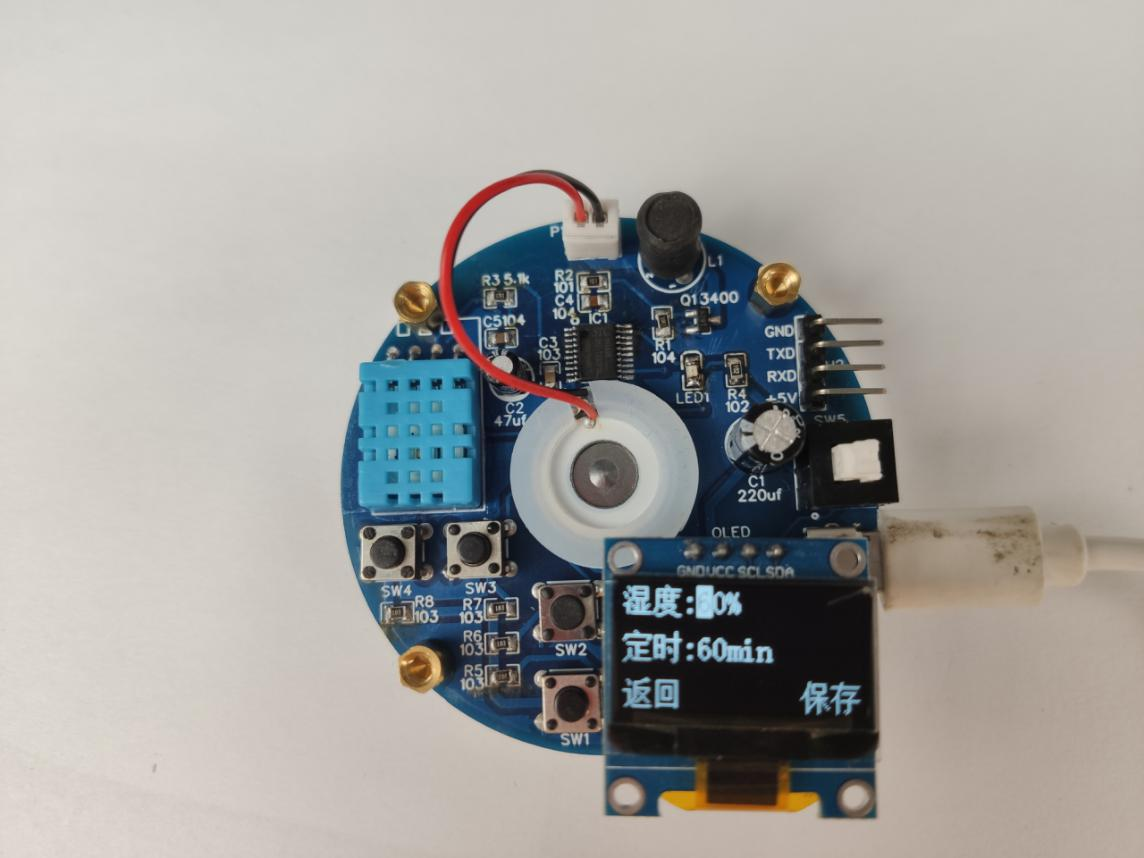 P1
L1
R2
101
R3 5.1k
C4
104
Q1 3400
IC1
C5 104
C3
103
R1
104
GND
TXD
RXD
+5V
LED1
R4
102
C2
47uf
SW5
C1
220uf
OLED
GND VCC SCL SDA
SW4
SW3
R8
103
R7
103
R6
103
R5
103
SW2
SW1
湿度:60%
定时:60min
返回
保存